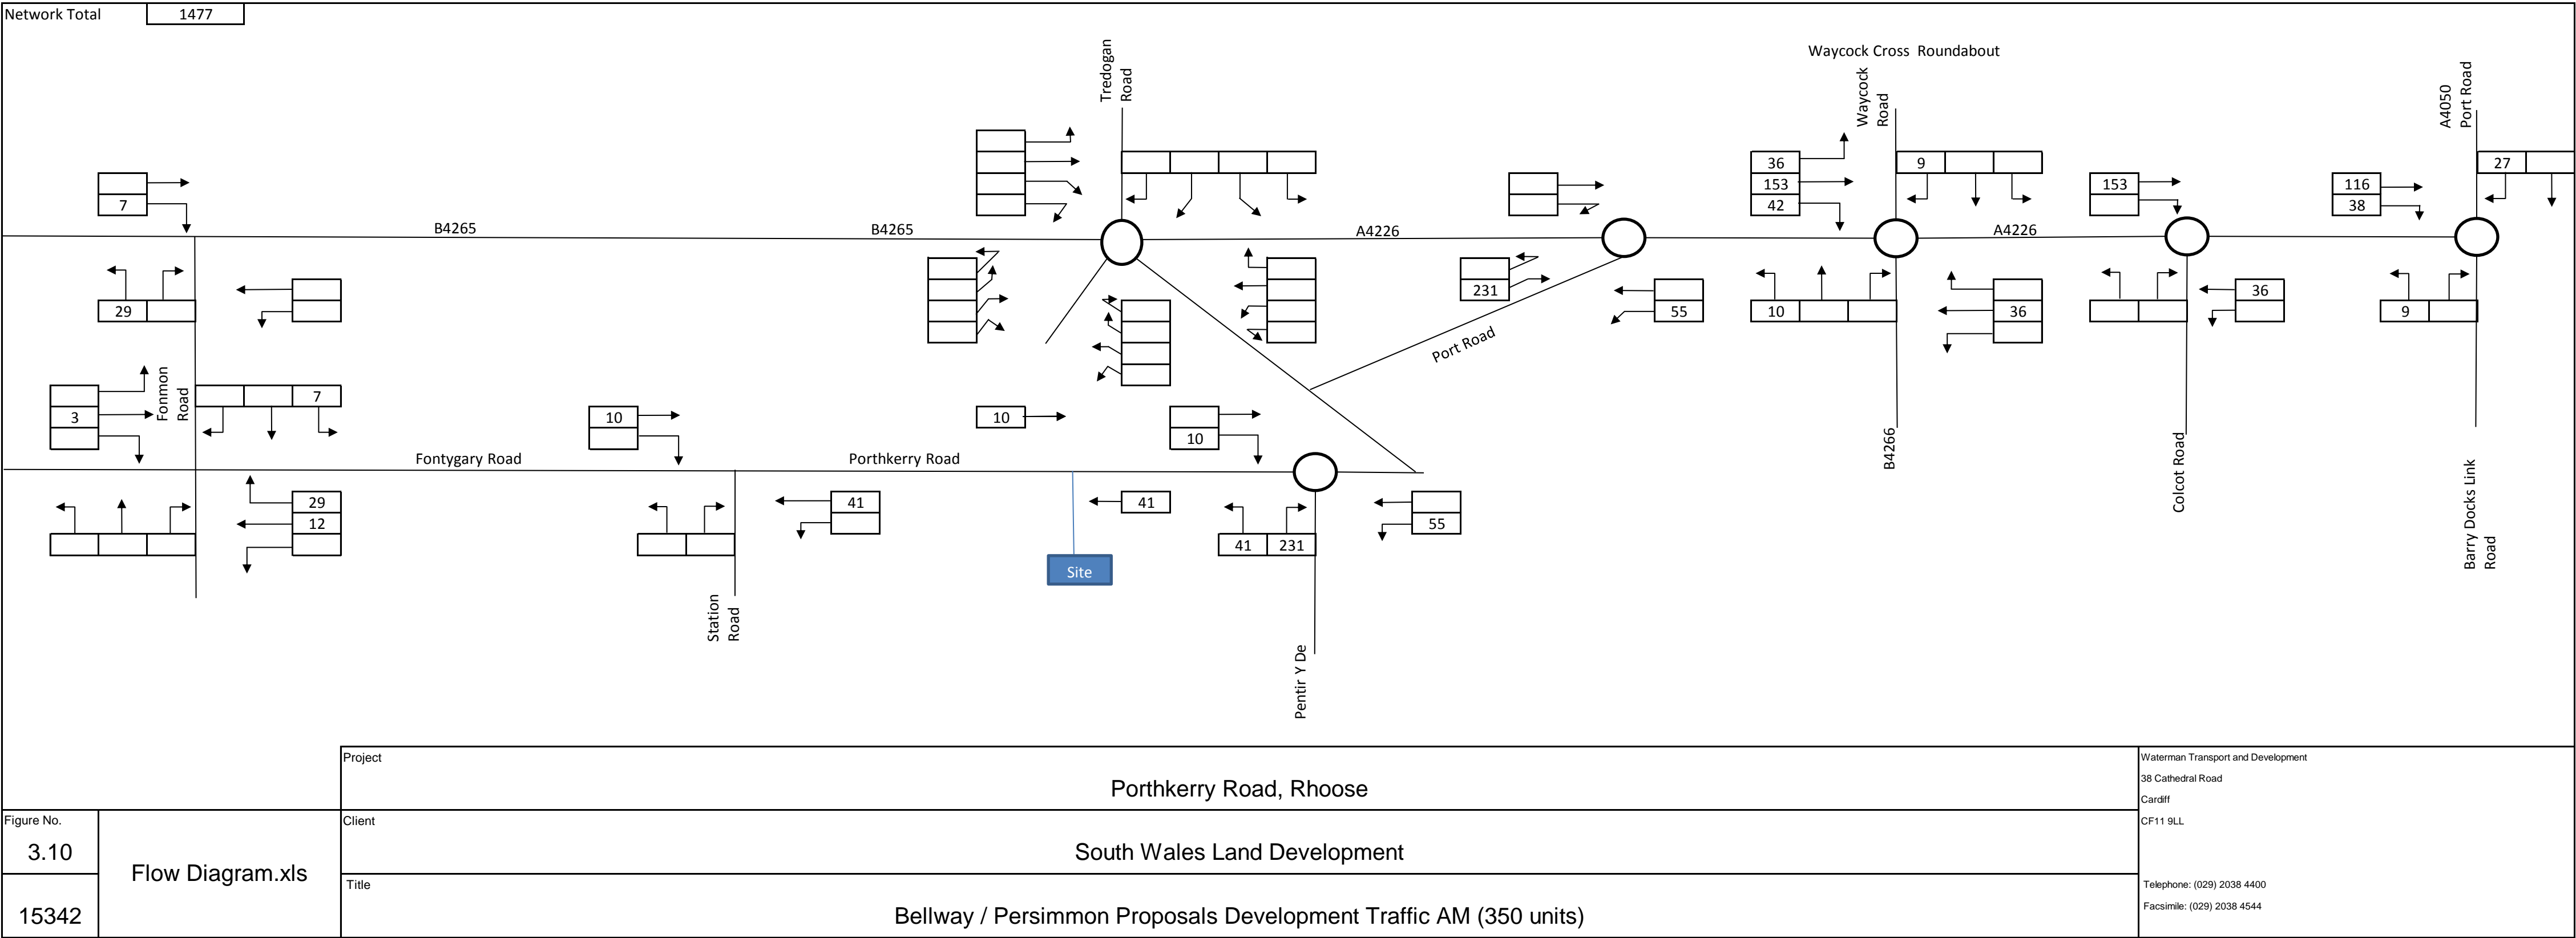 Network Total 1477
Waycock Cross Roundabout
Tredogan
Road
Waycock
Road
A4050
Port Road
36
9
27
7
153
153
116
42
38
B4265
B4265
A4226
A4226
29
231
55
10
36
36
9
Port Road
Fonmon
Road
7
3
10
10
10
B4266
Colcot Road
Barry Docks Link
Road
Fontygary Road
Porthkerry Road
29
12
41
41
55
41 231
Site
Station
Road
Pentir Y De
Project
Porthkerry Road, Rhoose
Waterman Transport and Development
38 Cathedral Road
Cardiff
CF11 9LL
Figure No.
3.10
Flow Diagram.xls
Client
South Wales Land Development
15342
Title
Bellway / Persimmon Proposals Development Traffic AM (350 units)
Telephone: (029) 2038 4400
Facsimile: (029) 2038 4544